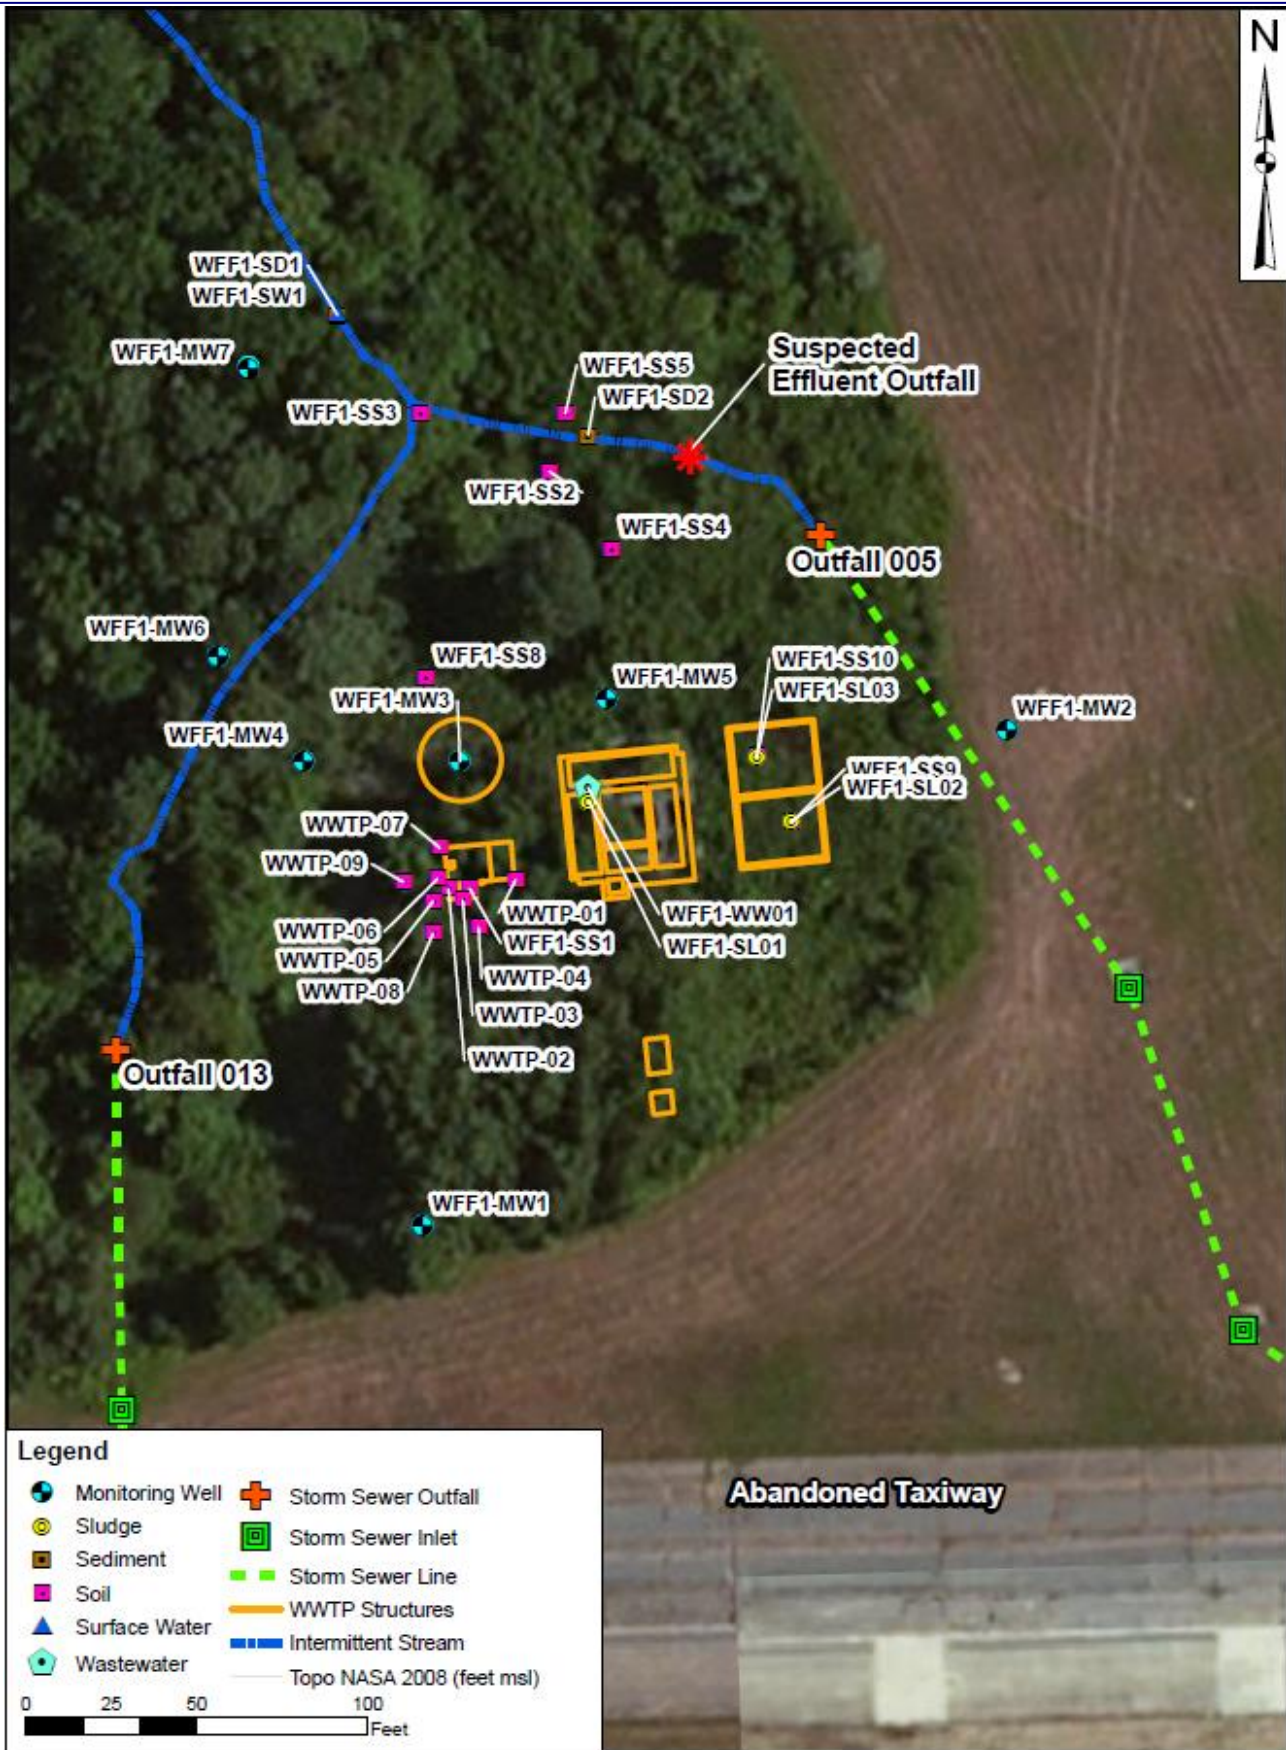 N
WFF1-SD1
WFF1-SW1
WFF1-MW7
WFF1-SS3
WFF1-SS5
WFF1-SD2
Suspected
Effluent Outfall
WFF1-SS2
WFF1-SS4
Outfall 005
WFF1-MW6
WFF1-SS8
WFF1-MW3
WFF1-MW5
WFF1-SS10
WFF1-SL03
WFF1-MW2
WFF1-MW4
WFF1-SS9
WFF1-SL02
WWTP-07
WWTP-09
WWTP-06
WWTP-05
WWTP-08
WWTP-01
WFF1-SS1
WWTP-04
WWTP-03
WWTP-02
WFF1-WW01
WFF1-SL01
Outfall 013
WFF1-MW1
Abandoned Taxiway
Legend
Monitoring Well
Sludge
Sediment
Soil
Surface Water
Wastewater
Storm Sewer Outfall
Storm Sewer Inlet
Storm Sewer Line
WWTP Structures
Intermittent Stream
Topo NASA 2008 (feet msl)
0 25 50 100
Feet